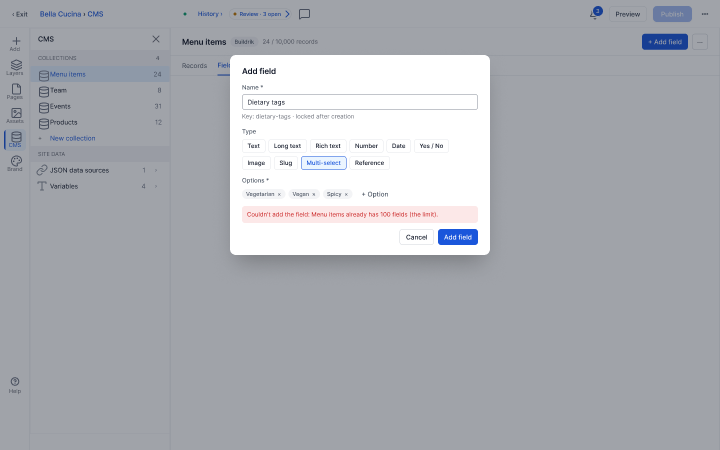 ‹ Exit
Bella Cucina › CMS
History ›
Review · 3 open
3
Preview
Publish
Add
Layers
Pages
Assets
CMS
Brand
Help
CMS
COLLECTIONS 4
Menu items 24
Team 8
Events 31
Products 12
+ New collection
SITE DATA
JSON data sources 1
Variables 4
Menu items Buildrik 24 / 10,000 records
+ Add field
Records
Add field
Name *
Dietary tags
Key: dietary-tags · locked after creation
Type
Text Long text Rich text Number Date Yes / No
Image Slug Multi-select Reference
Options *
Vegetarian × Vegan × Spicy × + Option
Couldn't add the field: Menu items already has 100 fields (the limit).
Cancel Add field